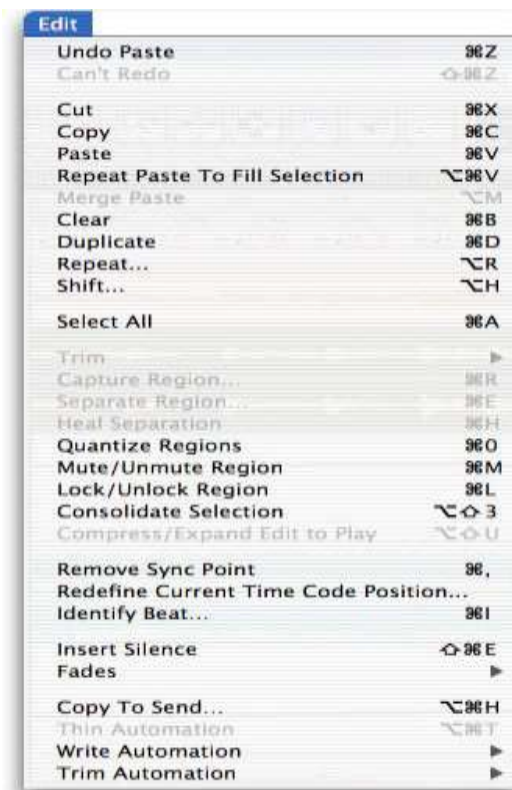 Edit
Undo Paste ⌘Z
Can't Redo ⇧⌘Z
Cut ⌘X
Copy ⌘C
Paste ⌘V
Repeat Paste To Fill Selection ⌥⌘V
Merge Paste ⌥M
Clear ⌘B
Duplicate ⌘D
Repeat... ⌥R
Shift... ⌥H
Select All ⌘A
Trim ▶
Capture Region... ⌘R
Separate Region... ⌘E
Heal Separation ⌘H
Quantize Regions ⌘0
Mute/Unmute Region ⌘M
Lock/Unlock Region ⌘L
Consolidate Selection ⌥⇧3
Compress/Expand Edit to Play ⌥⇧U
Remove Sync Point ⌘,
Redefine Current Time Code Position...
Identify Beat... ⌘I
Insert Silence ⇧⌘E
Fades ▶
Copy To Send... ⌥⌘H
Thin Automation ⌥⌘T
Write Automation ▶
Trim Automation ▶